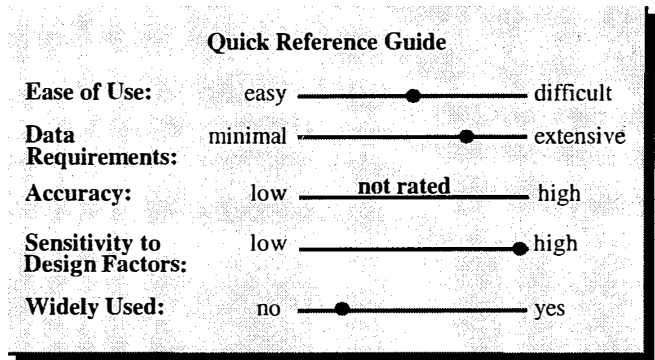 Quick Reference Guide
Ease of Use: easy difficult
Data
Requirements: minimal extensive
Accuracy: low not rated high
Sensitivity to
Design Factors: low high
Widely Used: no yes